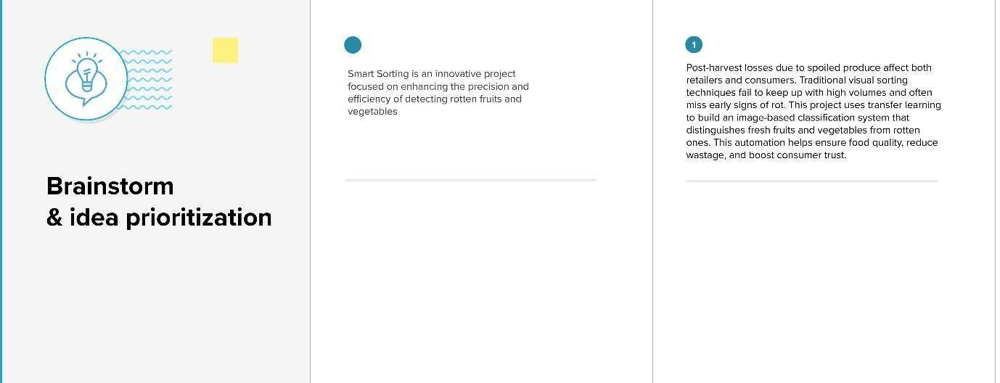 Brainstorm
& idea prioritization
Smart Sorting is an innovative project
focused on enhancing the precision and
efficiency of detecting rotten fruits and
vegetables
1
Post-harvest losses due to spoiled produce affect both
retailers and consumers. Traditional visual sorting
techniques fail to keep up with high volumes and often
miss early signs of rot. This project uses transfer learning
to build an image-based classification system that
distinguishes fresh fruits and vegetables from rotten
ones. This automation helps ensure food quality, reduce
wastage, and boost consumer trust.